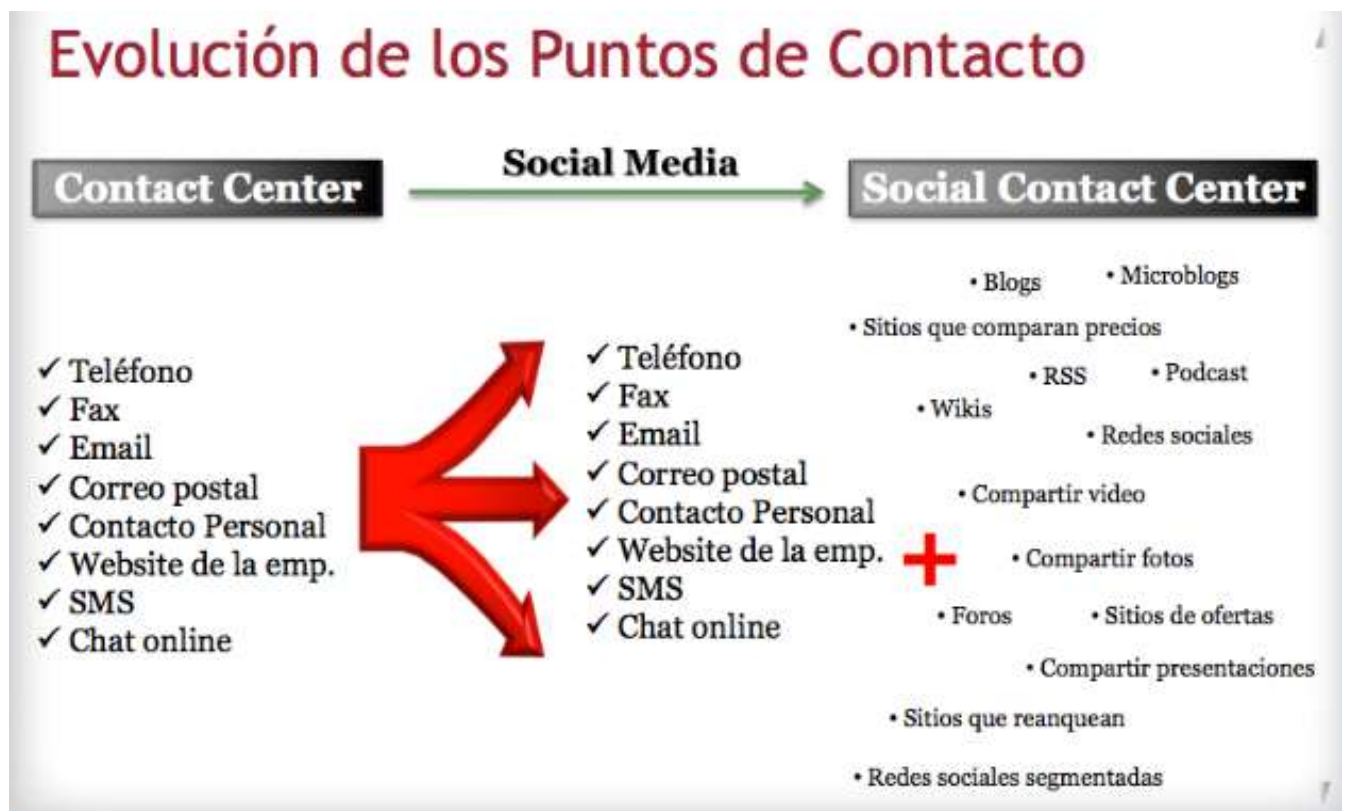 Evolución de los Puntos de Contacto
Contact Center
Social Media
Social Contact Center
✓ Teléfono
✓ Fax
✓ Email
✓ Correo postal
✓ Contacto Personal
✓ Website de la emp.
✓ SMS
✓ Chat online
✓ Teléfono
✓ Fax
✓ Email
✓ Correo postal
✓ Contacto Personal
✓ Website de la emp.
✓ SMS
✓ Chat online
+
• Blogs
• Microblogs
• Sitios que comparan precios
• RSS
• Podcast
• Wikis
• Redes sociales
• Compartir video
• Compartir fotos
• Foros
• Sitios de ofertas
• Compartir presentaciones
• Sitios que reanquean
• Redes sociales segmentadas